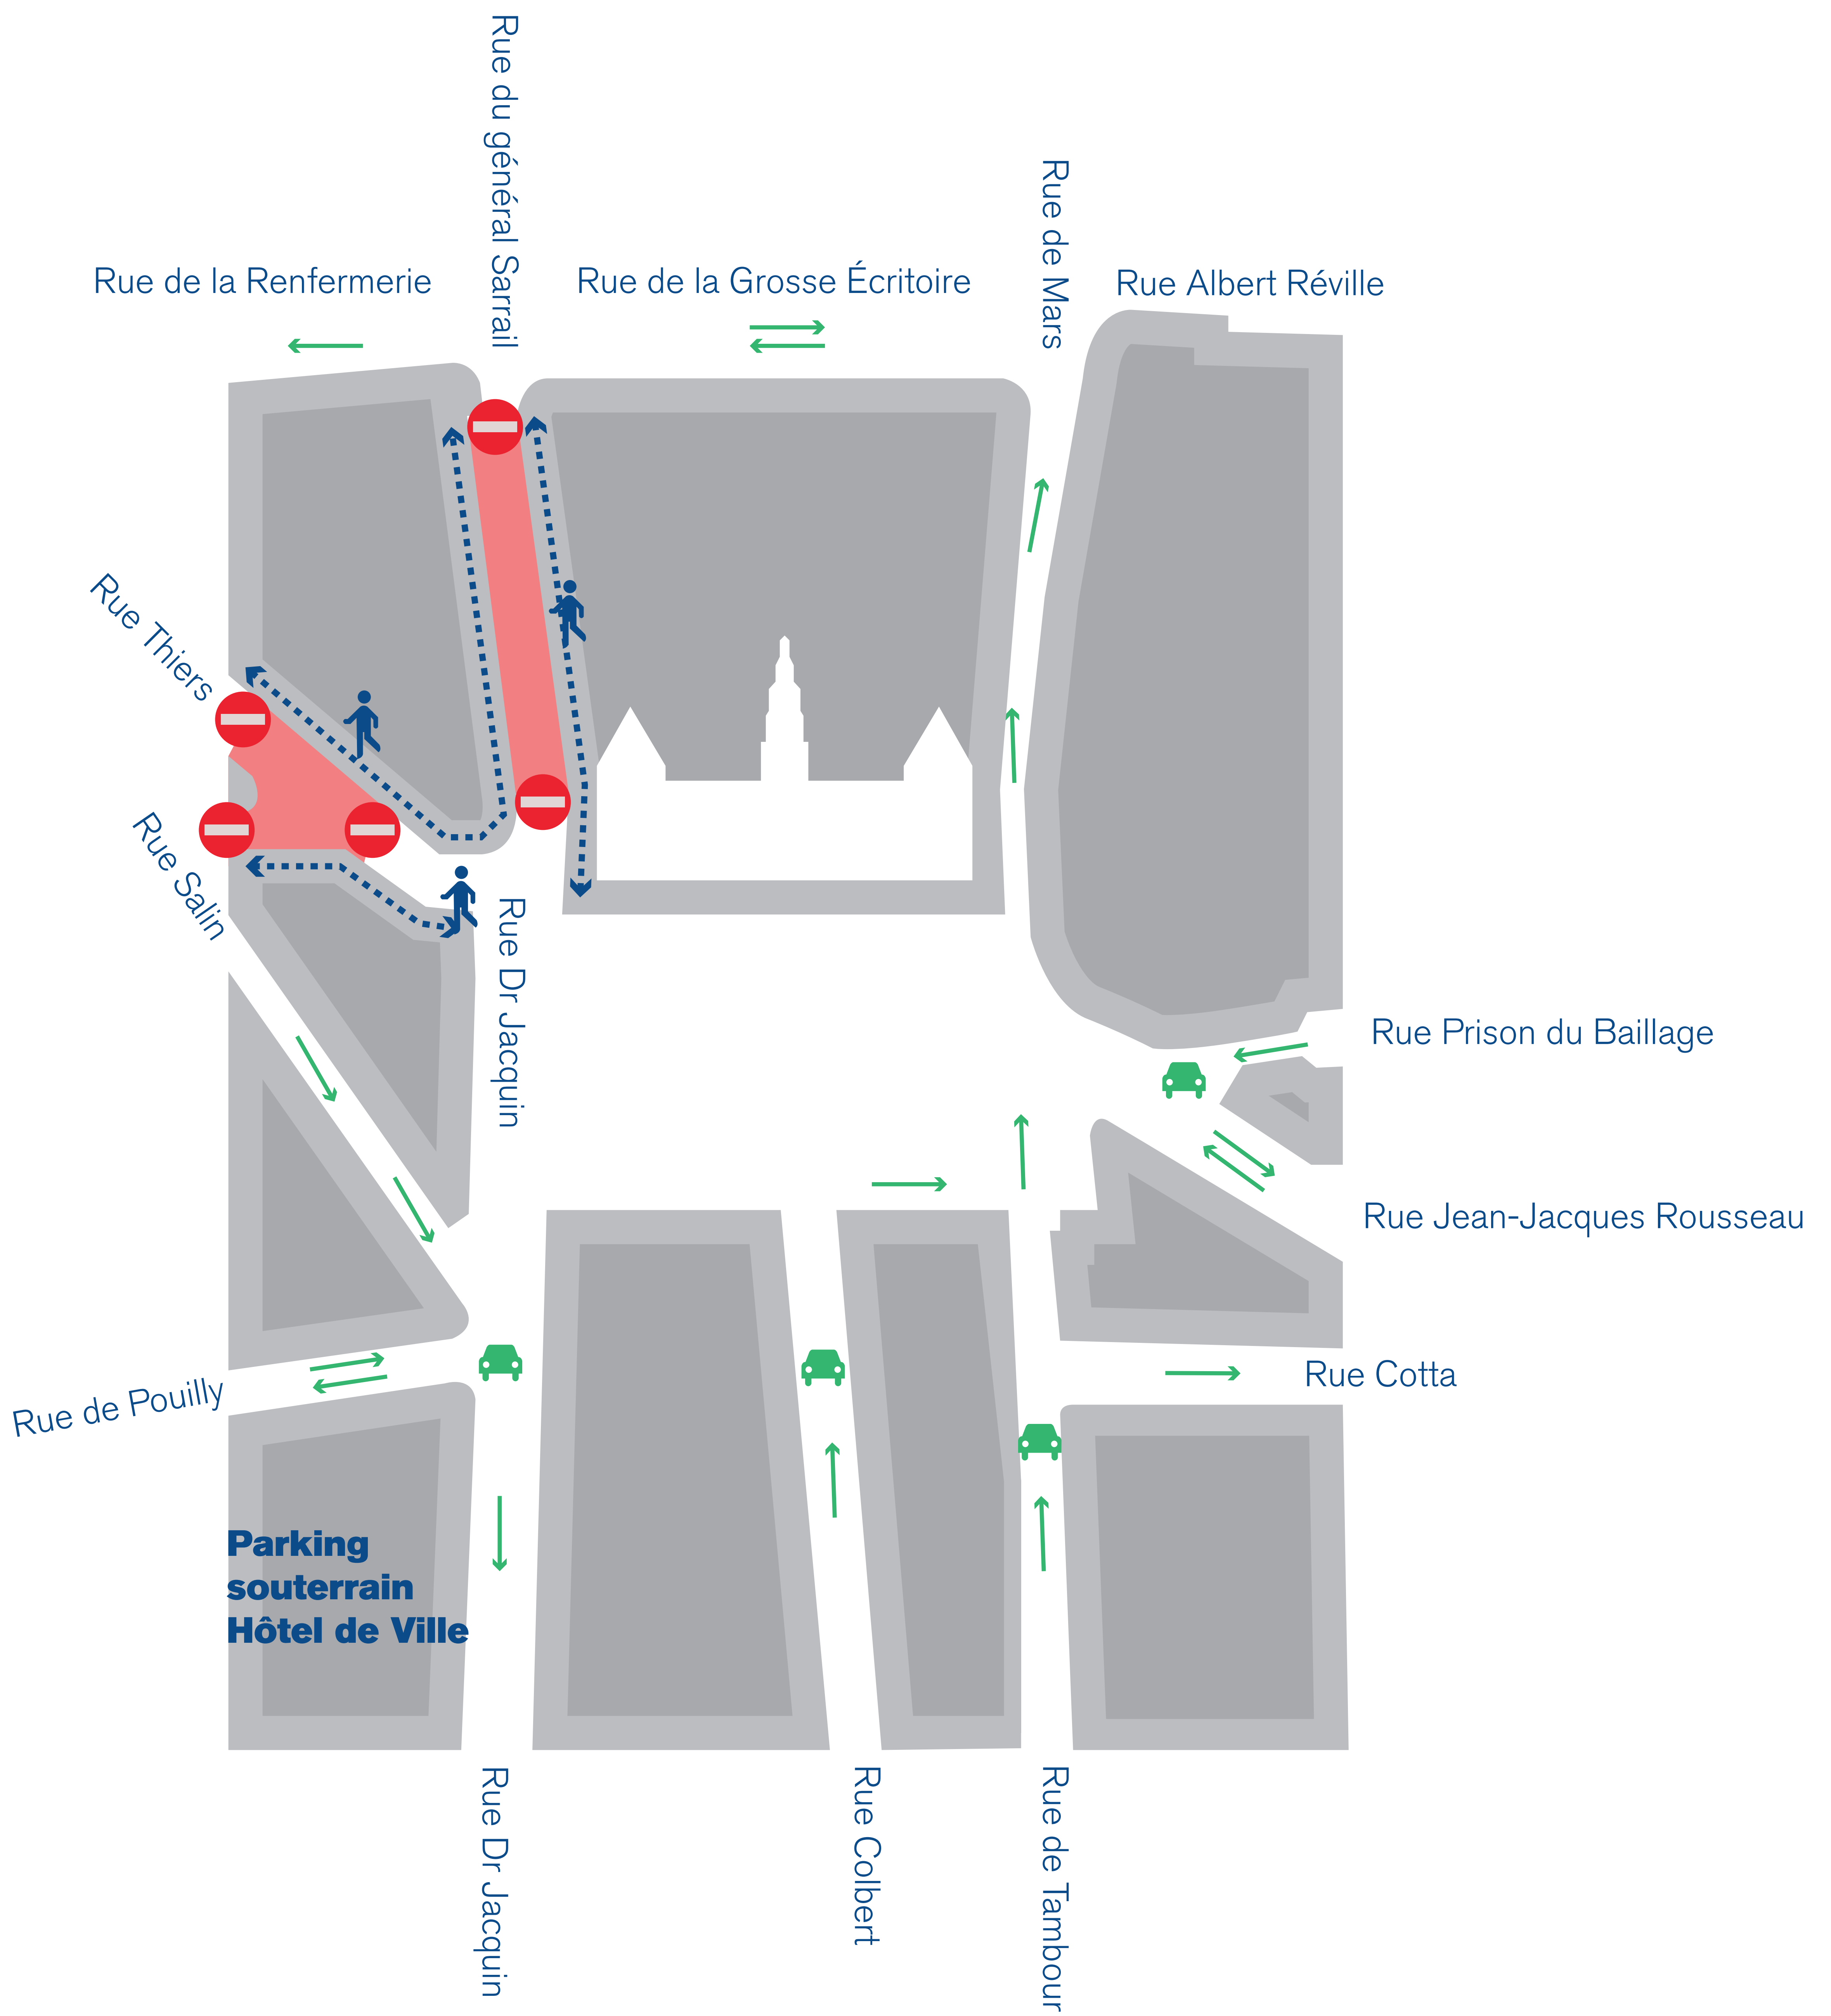 Rue du général Sarrail
Rue de Mars
Rue de la Renfermerie
Rue de la Grosse Écritoire
Rue Albert Réville
Rue Thiers
Rue Salin
Rue Dr Jacquin
Rue Prison du Baillage
Rue Jean-Jacques Rousseau
Rue Cotta
Rue de Pouilly
Parking
souterrain
Hôtel de Ville
Rue Dr Jacquin
Rue Colbert
Rue de Tambour